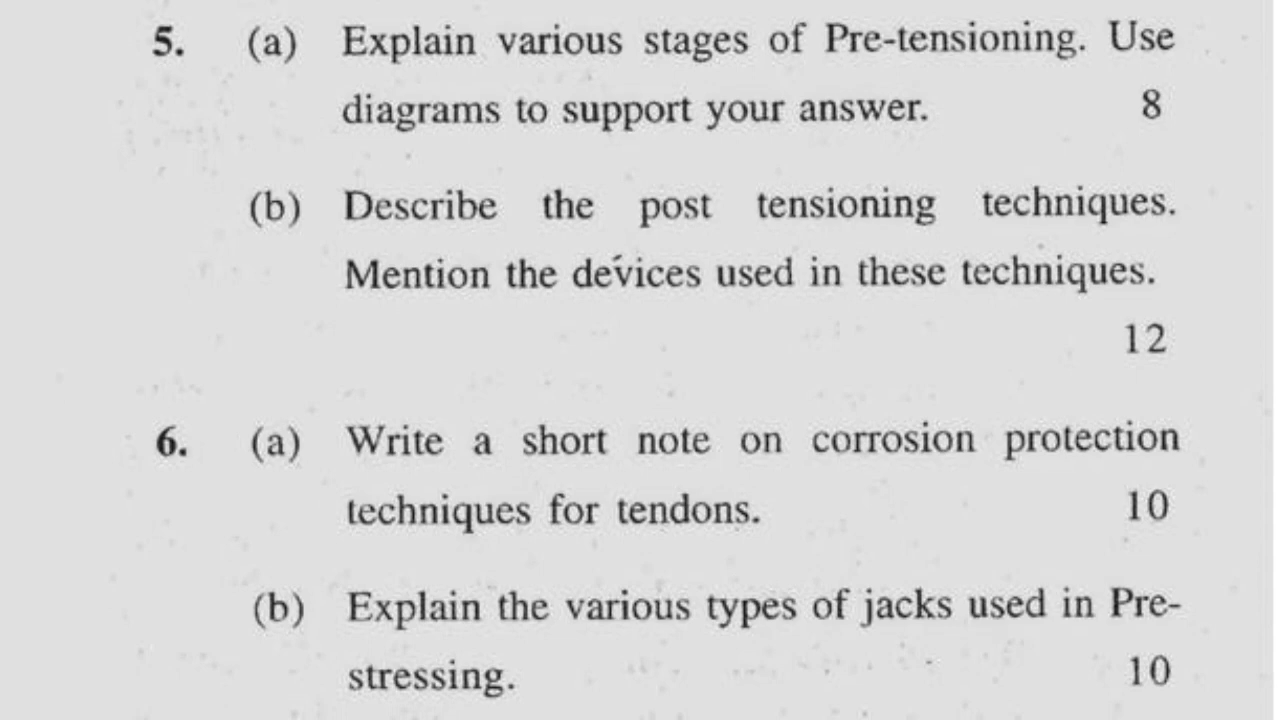 5. (a) Explain various stages of Pre-tensioning. Use
diagrams to support your answer. 8
(b) Describe the post tensioning techniques.
Mention the devices used in these techniques.
12
6. (a) Write a short note on corrosion protection
techniques for tendons. 10
(b) Explain the various types of jacks used in Pre-
stressing. 10